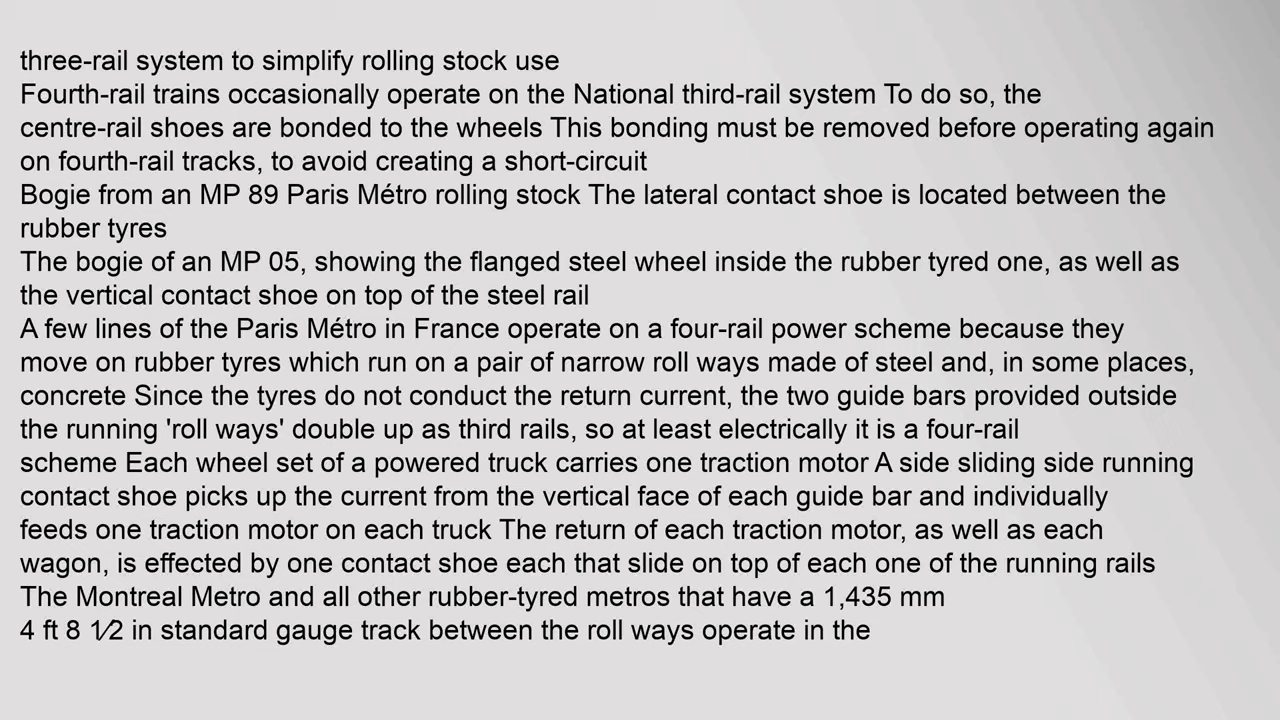 three-rail system to simplify rolling stock use
Fourth-rail trains occasionally operate on the National third-rail system To do so, the
centre-rail shoes are bonded to the wheels This bonding must be removed before operating again
on fourth-rail tracks, to avoid creating a short-circuit
Bogie from an MP 89 Paris Métro rolling stock The lateral contact shoe is located between the
rubber tyres
The bogie of an MP 05, showing the flanged steel wheel inside the rubber tyred one, as well as
the vertical contact shoe on top of the steel rail
A few lines of the Paris Métro in France operate on a four-rail power scheme because they
move on rubber tyres which run on a pair of narrow roll ways made of steel and, in some places,
concrete Since the tyres do not conduct the return current, the two guide bars provided outside
the running 'roll ways' double up as third rails, so at least electrically it is a four-rail
scheme Each wheel set of a powered truck carries one traction motor A side sliding side running
contact shoe picks up the current from the vertical face of each guide bar and individually
feeds one traction motor on each truck The return of each traction motor, as well as each
wagon, is effected by one contact shoe each that slide on top of each one of the running rails
The Montreal Metro and all other rubber-tyred metros that have a 1,435 mm
4 ft 8 1⁄2 in standard gauge track between the roll ways operate in the